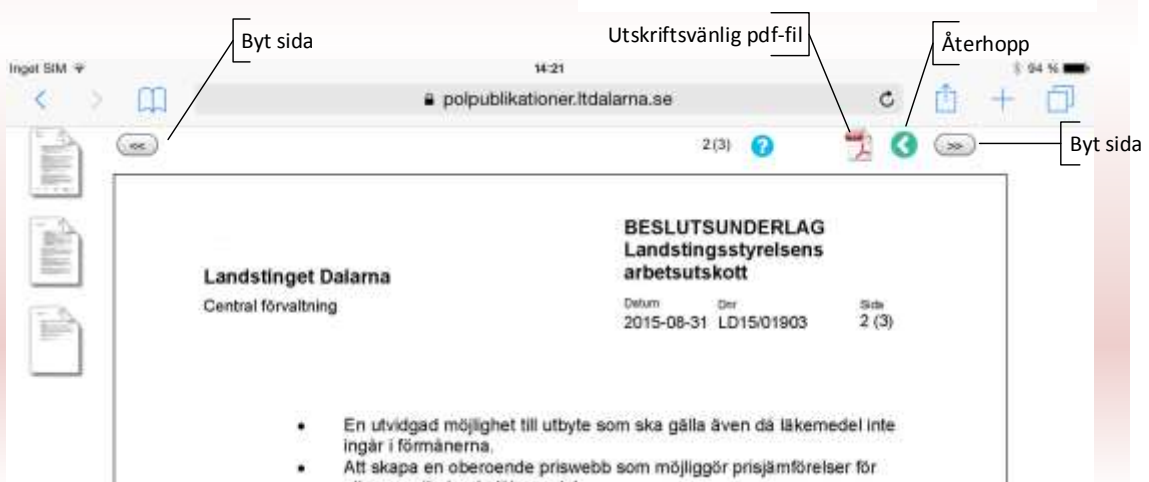 Byt sida
Utskriftsvänlig pdf-fil
Återhopp
Inget SIM 14:21 94 %
polpublikationer.ltdalarna.se
<< 2 (3) ? >>
Byt sida
BESLUTSUNDERLAG
Landstingsstyrelsens
arbetsutskott
Landstinget Dalarna
Central förvaltning
Datum Dnr Sida
2015-08-31 LD15/01903 2 (3)
• En utvidgad möjlighet till utbyte som ska gälla även då läkemedel inte
ingår i förmånerna.
• Att skapa en oberoende priswebb som möjliggör prisjämförelser för